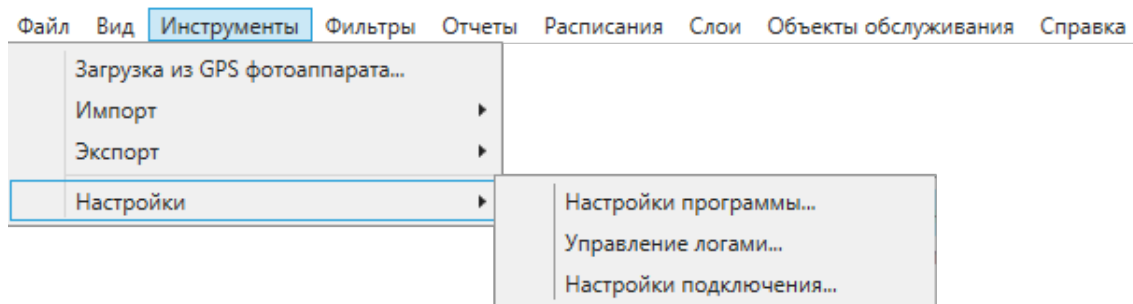 Файл Вид Инструменты Фильтры Отчеты Расписания Слои Объекты обслуживания Справка
Загрузка из GPS фотоаппарата...
Импорт
Экспорт
Настройки
Настройки программы...
Управление логами...
Настройки подключения...